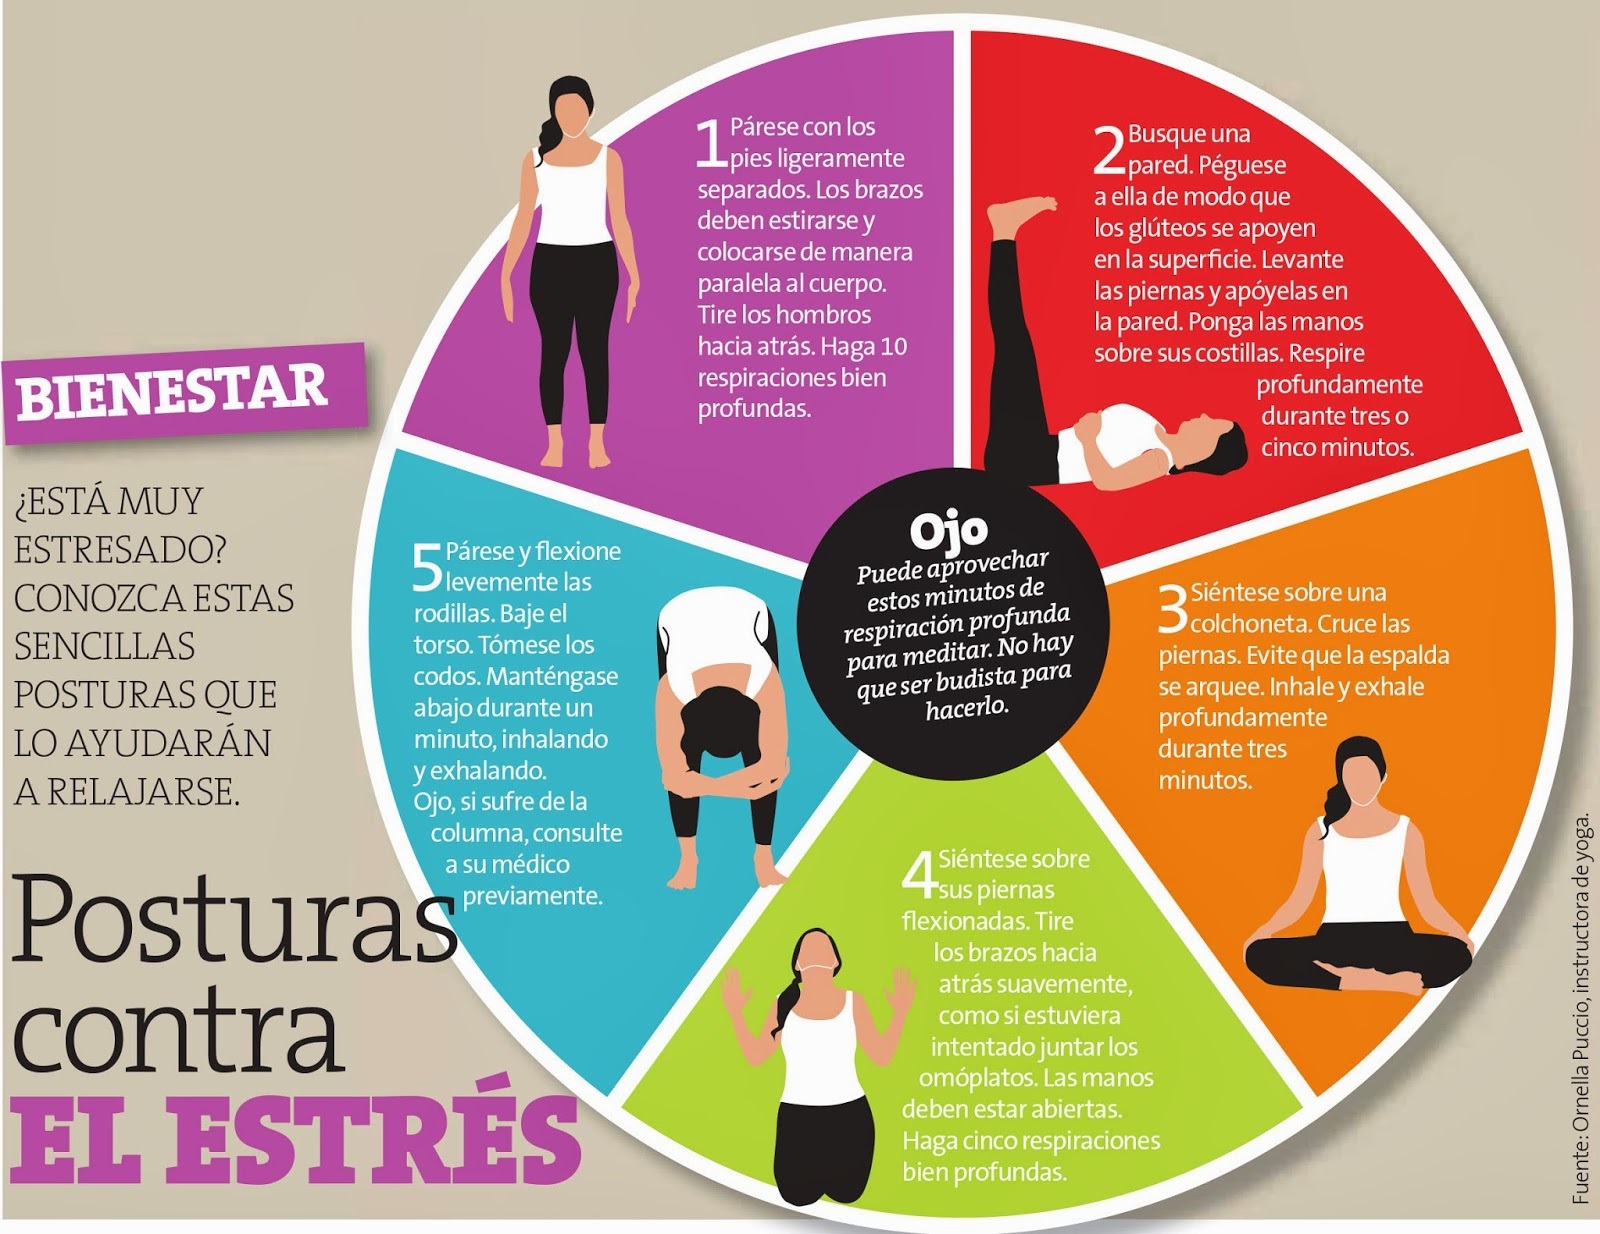 BIENESTAR
¿ESTÁ MUY
ESTRESADO?
CONOZCA ESTAS
SENCILLAS
POSTURAS QUE
LO AYUDARÁN
A RELAJARSE.
Posturas
contra
EL ESTRÉS
1 Párese con los
pies ligeramente
separados. Los brazos
deben estirarse y
colocarse de manera
paralela al cuerpo.
Tire los hombros
hacia atrás. Haga 10
respiraciones bien
profundas.
2 Busque una
pared. Péguese
a ella de modo que
los glúteos se apoyen
en la superficie. Levante
las piernas y apóyelas en
la pared. Ponga las manos
sobre sus costillas. Respire
profundamente
durante tres o
cinco minutos.
3 Siéntese sobre una
colchoneta. Cruce las
piernas. Evite que la espalda
se arquee. Inhale y exhale
profundamente
durante tres
minutos.
4 Siéntese sobre
sus piernas
flexionadas. Tire
los brazos hacia
atrás suavemente,
como si estuviera
intentado juntar los
omóplatos. Las manos
deben estar abiertas.
Haga cinco respiraciones
bien profundas.
5 Párese y flexione
levemente las
rodillas. Baje el
torso. Tómese los
codos. Manténgase
abajo durante un
minuto, inhalando
y exhalando.
Ojo, si sufre de la
columna, consulte
a su médico
previamente.
Ojo
Puede aprovechar
estos minutos de
respiración profunda
para meditar. No hay
que ser budista para
hacerlo.
Fuente: Ornella Puccio, instructora de yoga.